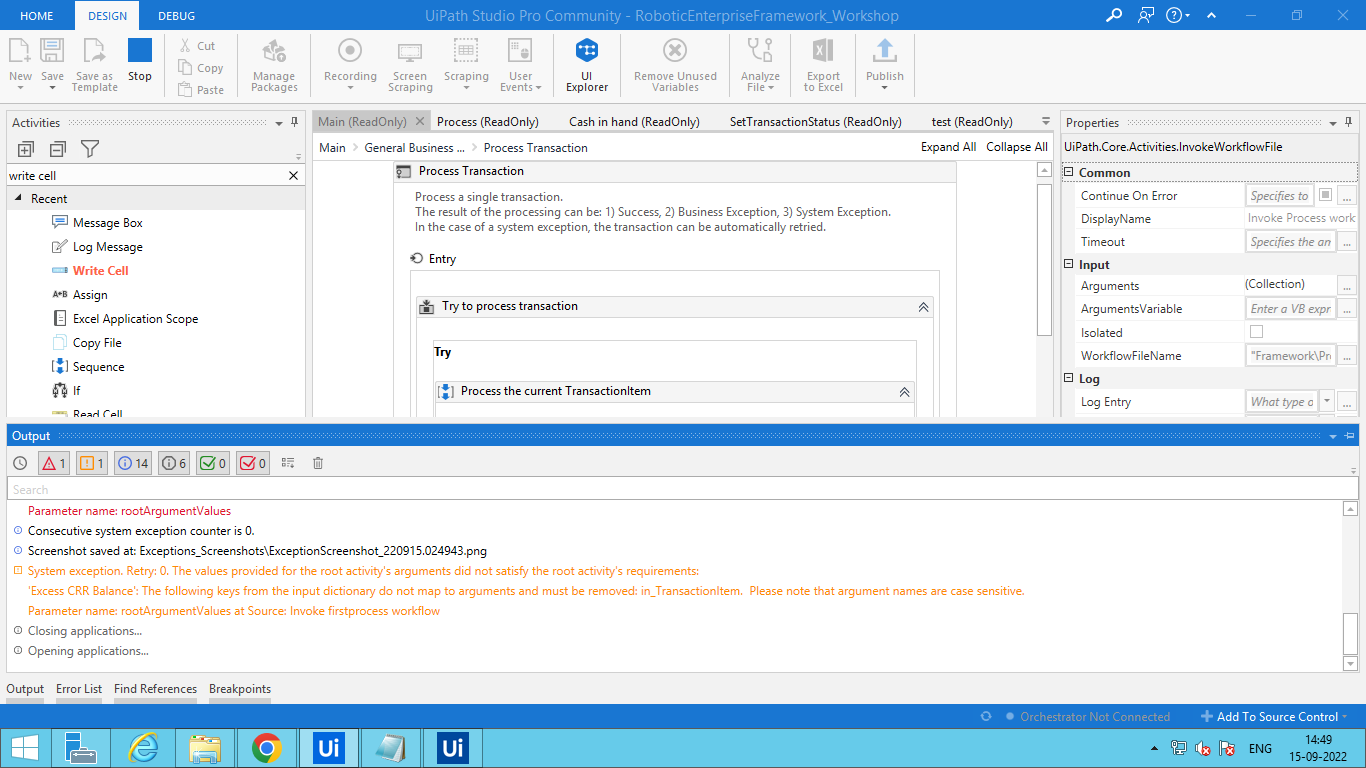 HOME
DESIGN
DEBUG
UiPath Studio Pro Community - RoboticEnterpriseFramework_Workshop
New
Save
Save as Template
Stop
Cut
Copy
Paste
Manage Packages
Recording
Screen Scraping
Scraping
User Events
UI Explorer
Remove Unused Variables
Analyze File
Export to Excel
Publish
Activities
write cell
Recent
Message Box
Log Message
Write Cell
A+B Assign
Excel Application Scope
Copy File
Sequence
If
Read Cell
Main (ReadOnly)
Process (ReadOnly)
Cash in hand (ReadOnly)
SetTransactionStatus (ReadOnly)
test (ReadOnly)
Main > General Business ... > Process Transaction
Expand All
Collapse All
Process Transaction
Process a single transaction.
The result of the processing can be: 1) Success, 2) Business Exception, 3) System Exception.
In the case of a system exception, the transaction can be automatically retried.
Entry
Try to process transaction
Try
Process the current TransactionItem
Properties
UiPath.Core.Activities.InvokeWorkflowFile
Common
Continue On Error Specifies to ...
DisplayName Invoke Process work
Timeout Specifies the an ...
Input
Arguments (Collection) ...
ArgumentsVariable Enter a VB expr ...
Isolated
WorkflowFileName "Framework\Pr ...
Log
Log Entry What type o ...
Output
1
1
14
6
0
0
Search
Parameter name: rootArgumentValues
Consecutive system exception counter is 0.
Screenshot saved at: Exceptions_Screenshots\ExceptionScreenshot_220915.024943.png
System exception. Retry: 0. The values provided for the root activity's arguments did not satisfy the root activity's requirements:
'Excess CRR Balance': The following keys from the input dictionary do not map to arguments and must be removed: in_TransactionItem.  Please note that argument names are case sensitive.
Parameter name: rootArgumentValues at Source: Invoke firstprocess workflow
Closing applications...
Opening applications...
Output
Error List
Find References
Breakpoints
Orchestrator Not Connected
Add To Source Control
Ui
Ui
ENG
14:49
15-09-2022